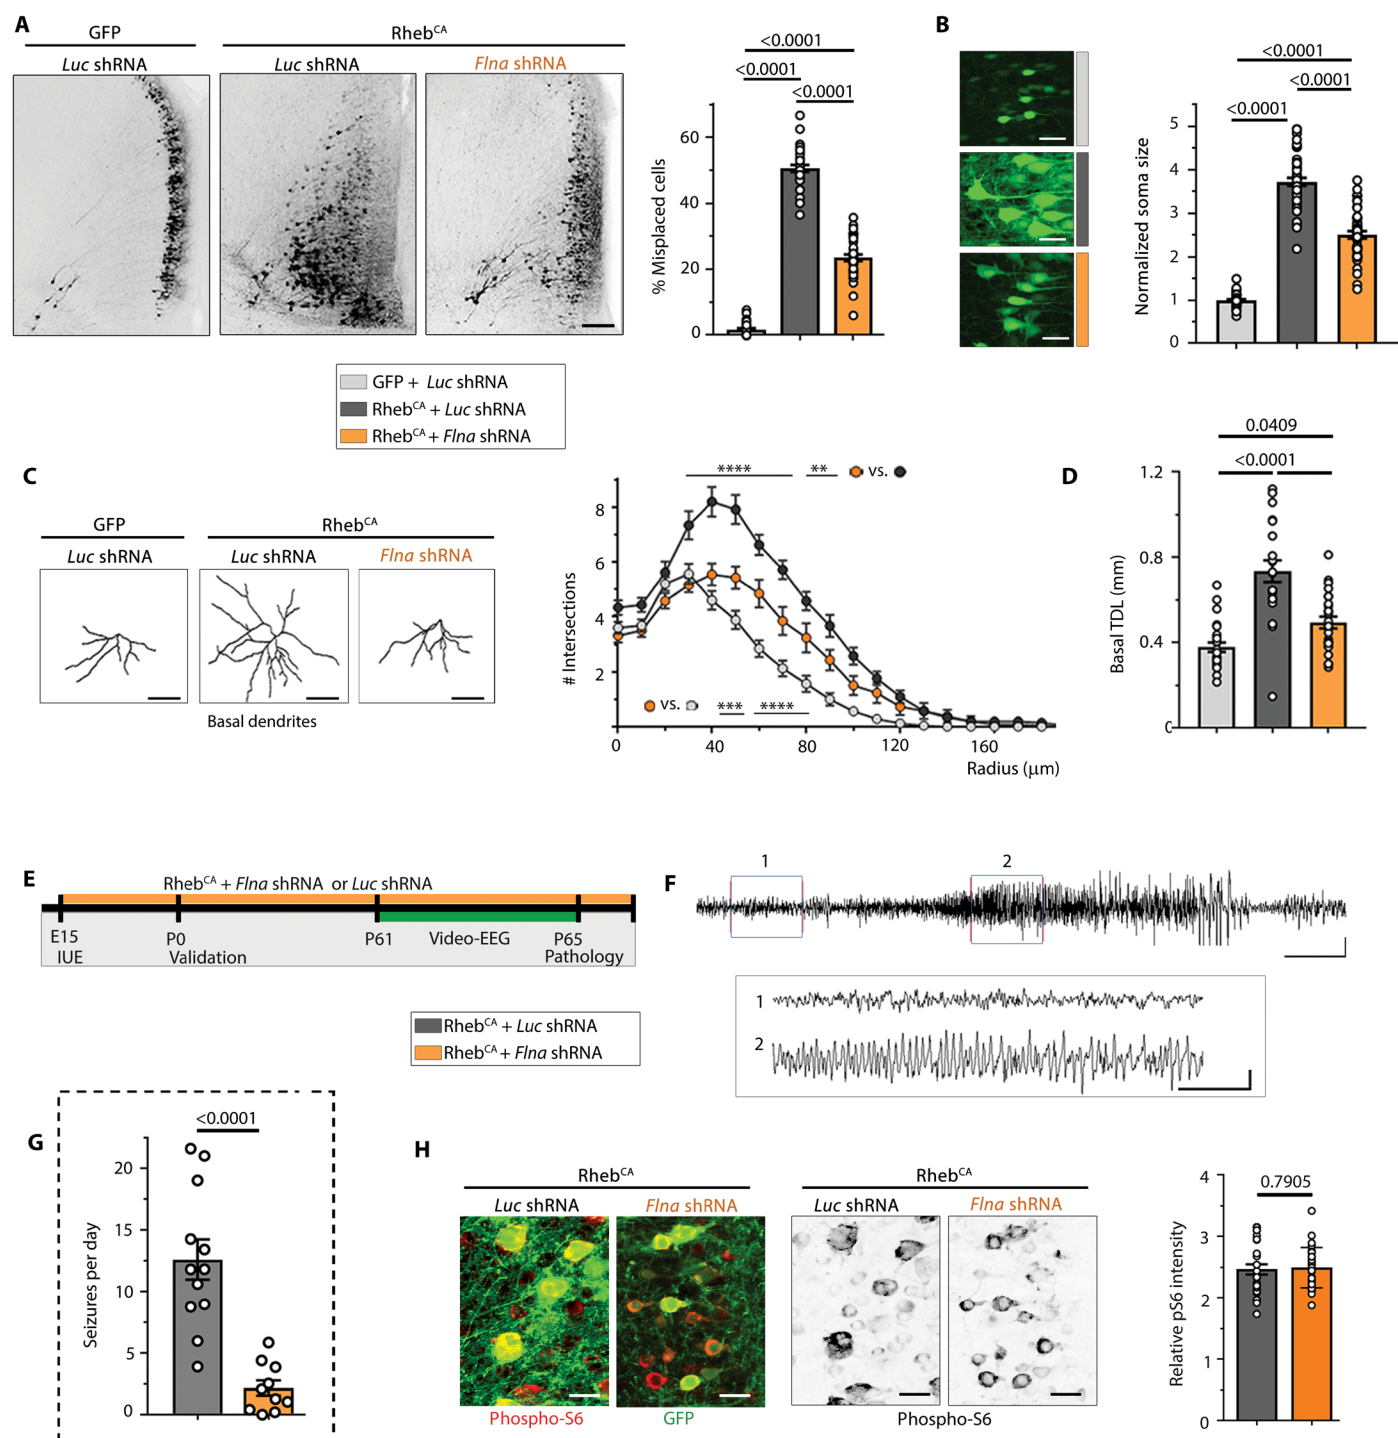 A
GFP
Rheb^CA
Luc shRNA
Luc shRNA
Flna shRNA
<0.0001
<0.0001
<0.0001
% Misplaced cells
60
40
20
0
B
<0.0001
<0.0001
<0.0001
Normalized soma size
5
4
3
2
1
0
GFP + Luc shRNA
Rheb^CA + Luc shRNA
Rheb^CA + Flna shRNA
C
GFP
Rheb^CA
Luc shRNA
Luc shRNA
Flna shRNA
Basal dendrites
**** ** vs.
# Intersections
8
6
4
2
vs. *** ****
0 40 80 120 160
Radius (μm)
D
0.0409
<0.0001
Basal TDL (mm)
1.2
0.8
0.4
0
E
Rheb^CA + Flna shRNA or Luc shRNA
E15 P0 P61 Video-EEG P65
IUE Validation Pathology
Rheb^CA + Luc shRNA
Rheb^CA + Flna shRNA
F
1 2
1
2
G
<0.0001
Seizures per day
20
15
10
5
0
H
Rheb^CA
Rheb^CA
Luc shRNA
Flna shRNA
Luc shRNA
Flna shRNA
Phospho-S6
GFP
Phospho-S6
0.7905
Relative pS6 intensity
4
3
2
1
0